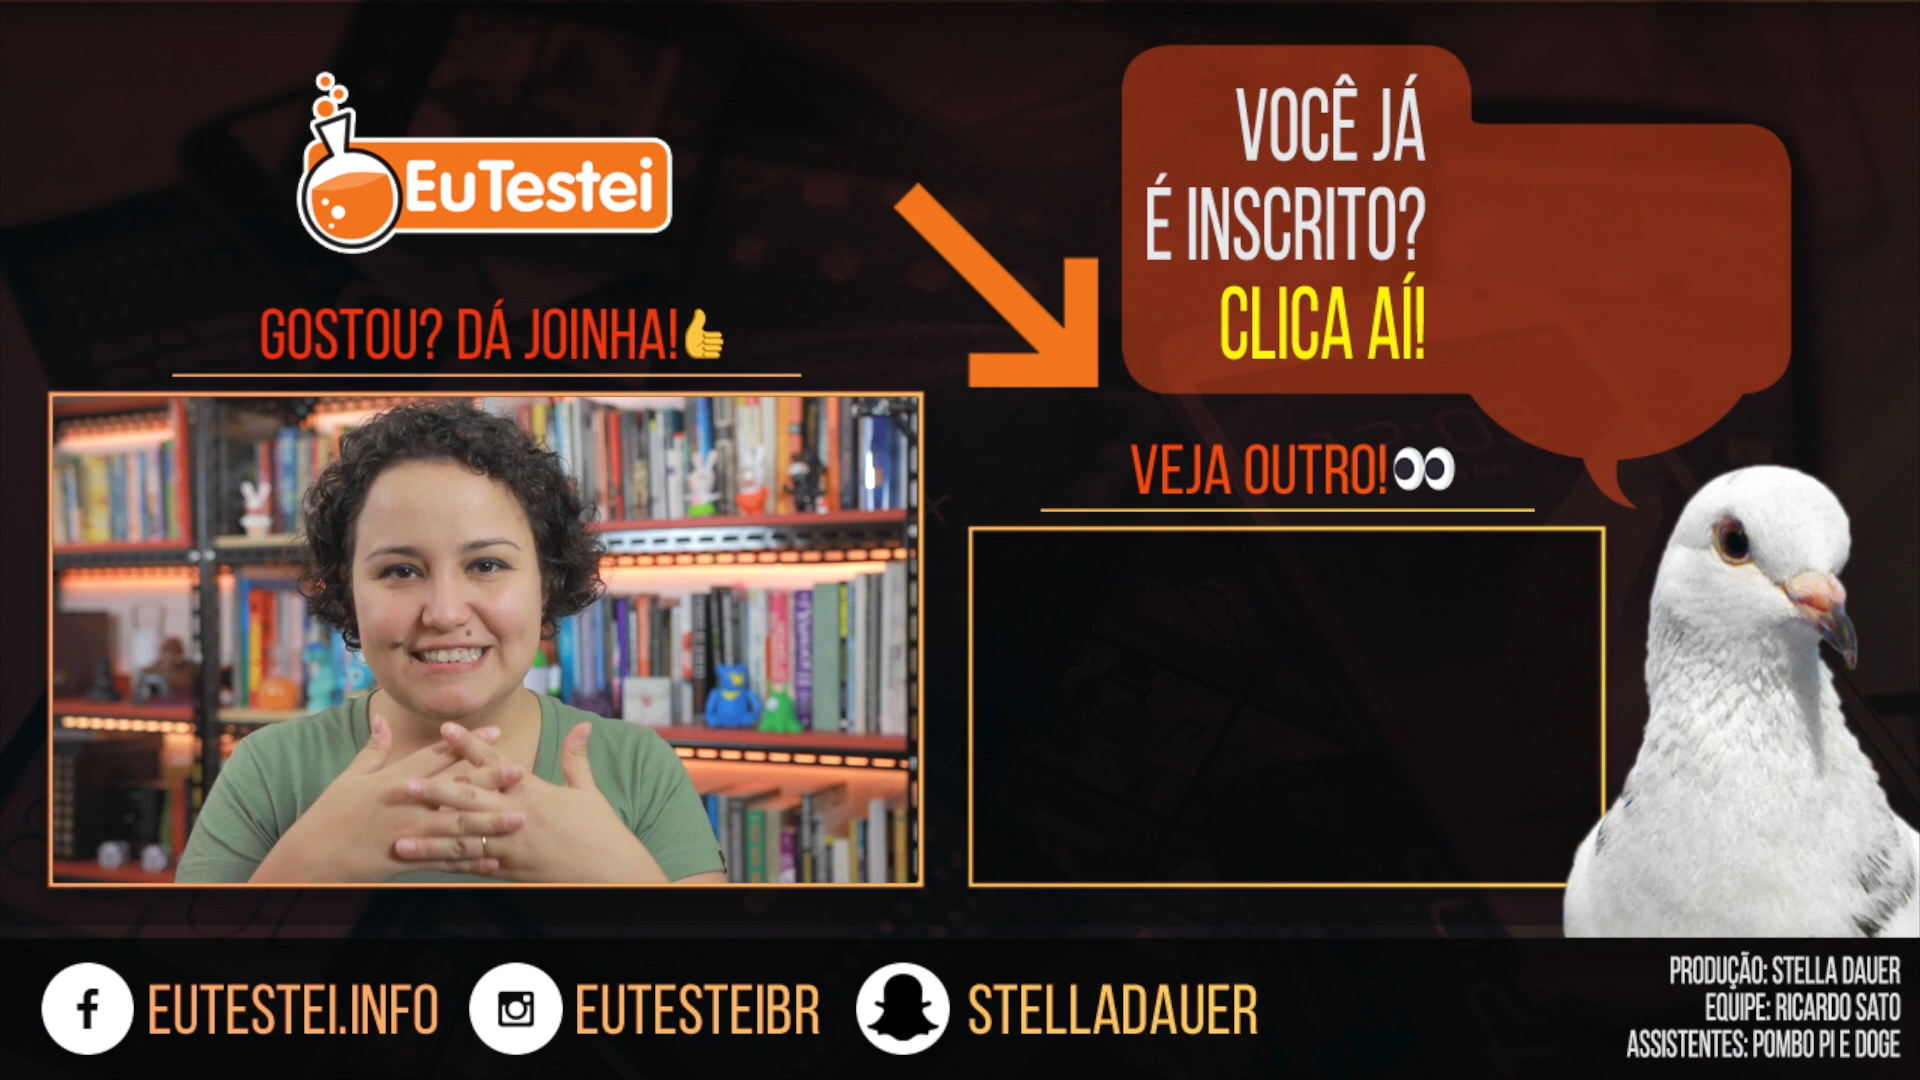 EuTestei
GOSTOU? DÁ JOINHA!
VOCÊ JÁ
É INSCRITO?
CLICA AÍ!
VEJA OUTRO!
EUTESTEI.INFO
EUTESTEIBR
STELLADAUER
PRODUÇÃO: STELLA DAUER
EQUIPE: RICARDO SATO
ASSISTENTES: POMBO PI E DOGE